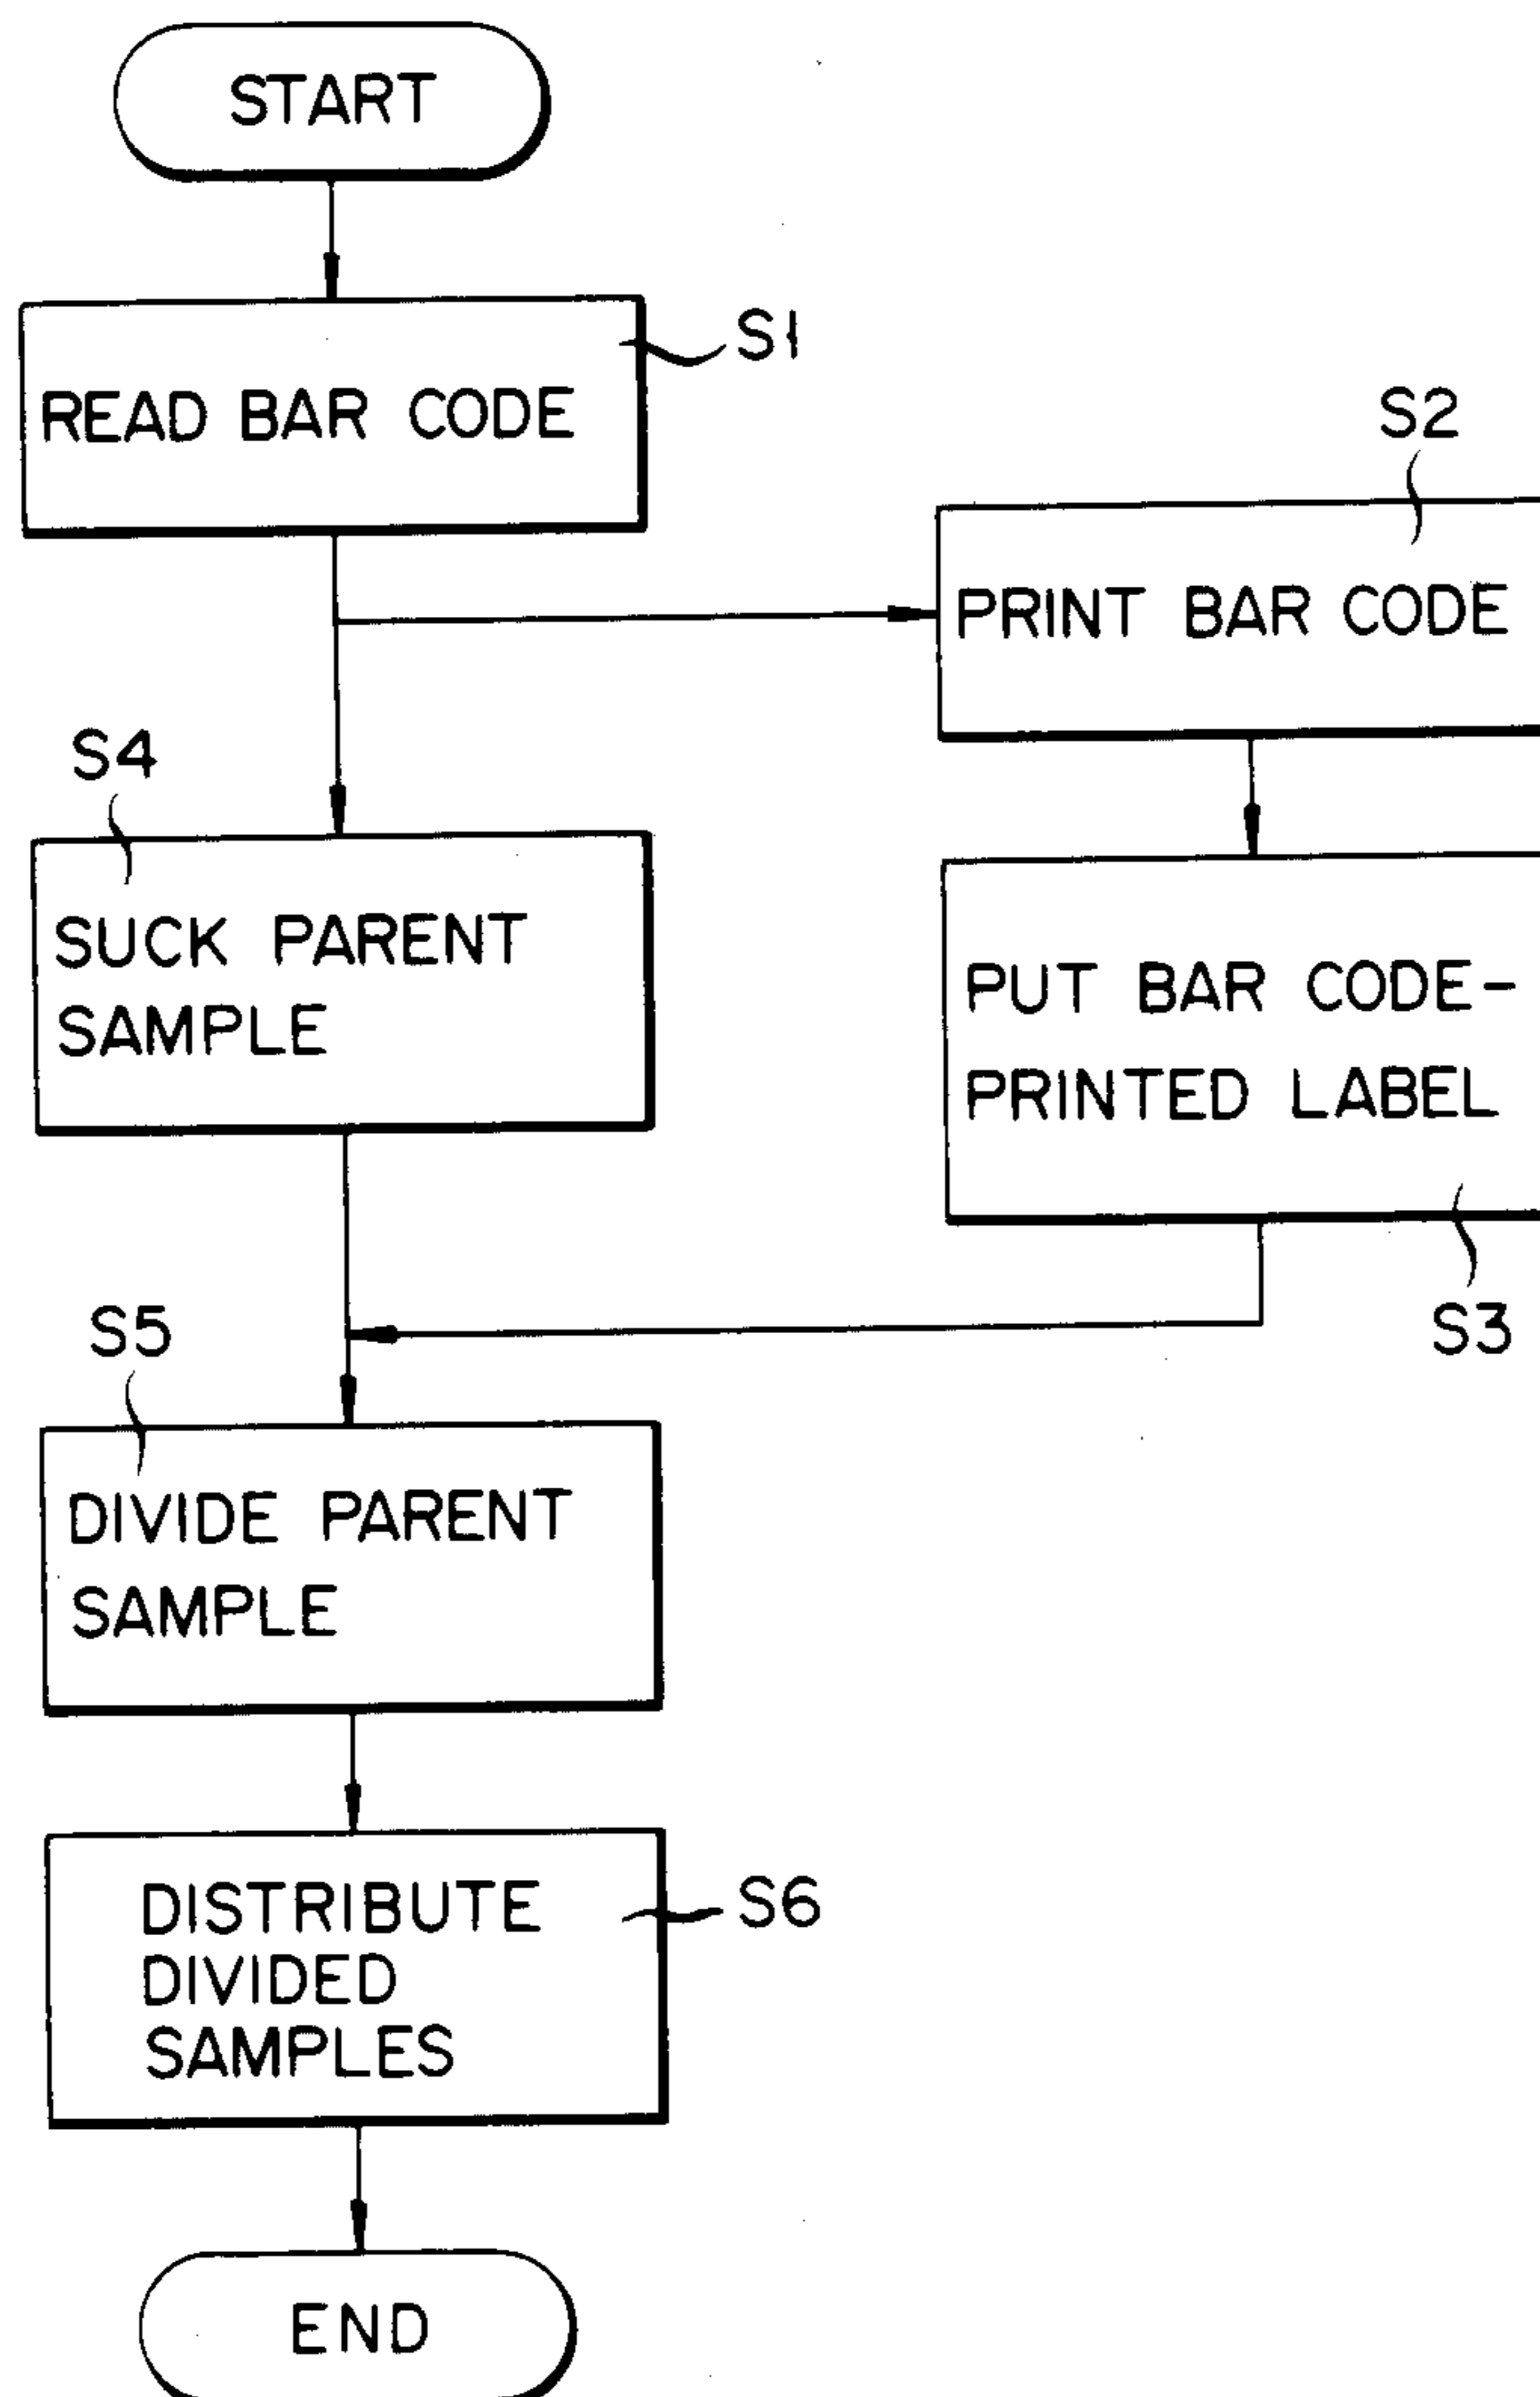 START
S1
READ BAR CODE
S2
PRINT BAR CODE
S4
SUCK PARENT
SAMPLE
PUT BAR CODE-
PRINTED LABEL
S3
S5
DIVIDE PARENT
SAMPLE
S6
DISTRIBUTE
DIVIDED
SAMPLES
END